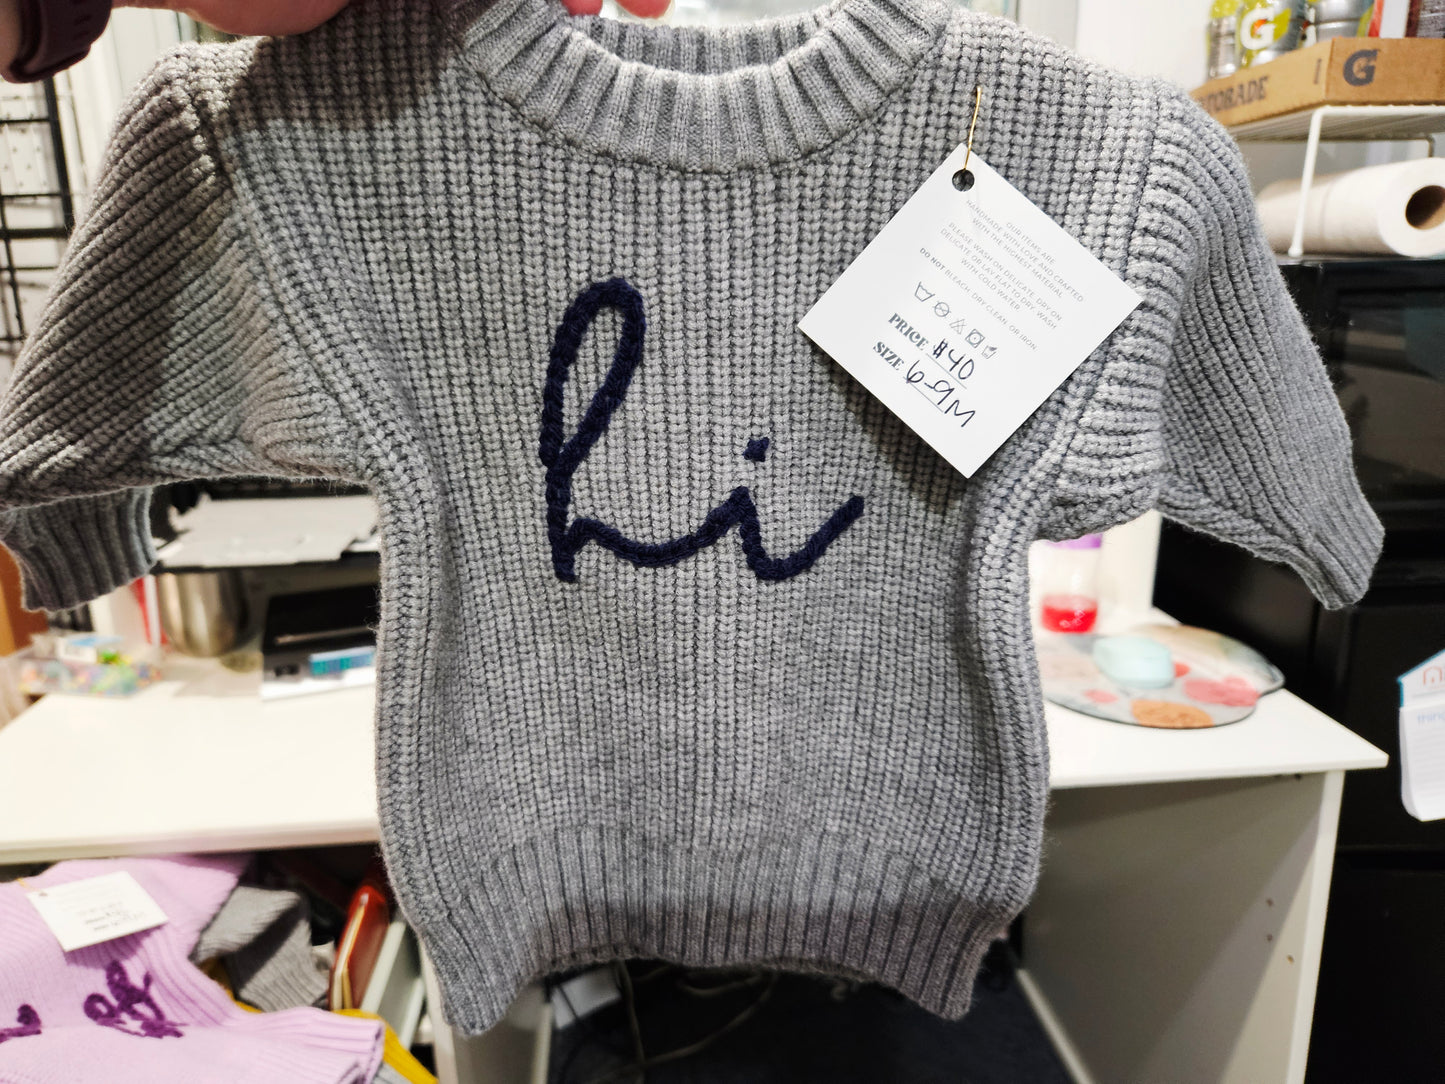 hi
OUR ITEMS ARE
HANDMADE WITH LOVE AND CRAFTED
WITH THE HIGHEST MATERIAL
PLEASE WASH ON DELICATE, DRY ON
DELICATE OR LAY FLAT TO DRY. WASH
WITH COLD WATER
DO NOT BLEACH, DRY CLEAN, OR IRON
PRICE $40
SIZE 6-9M
G
TORADE
G
thing